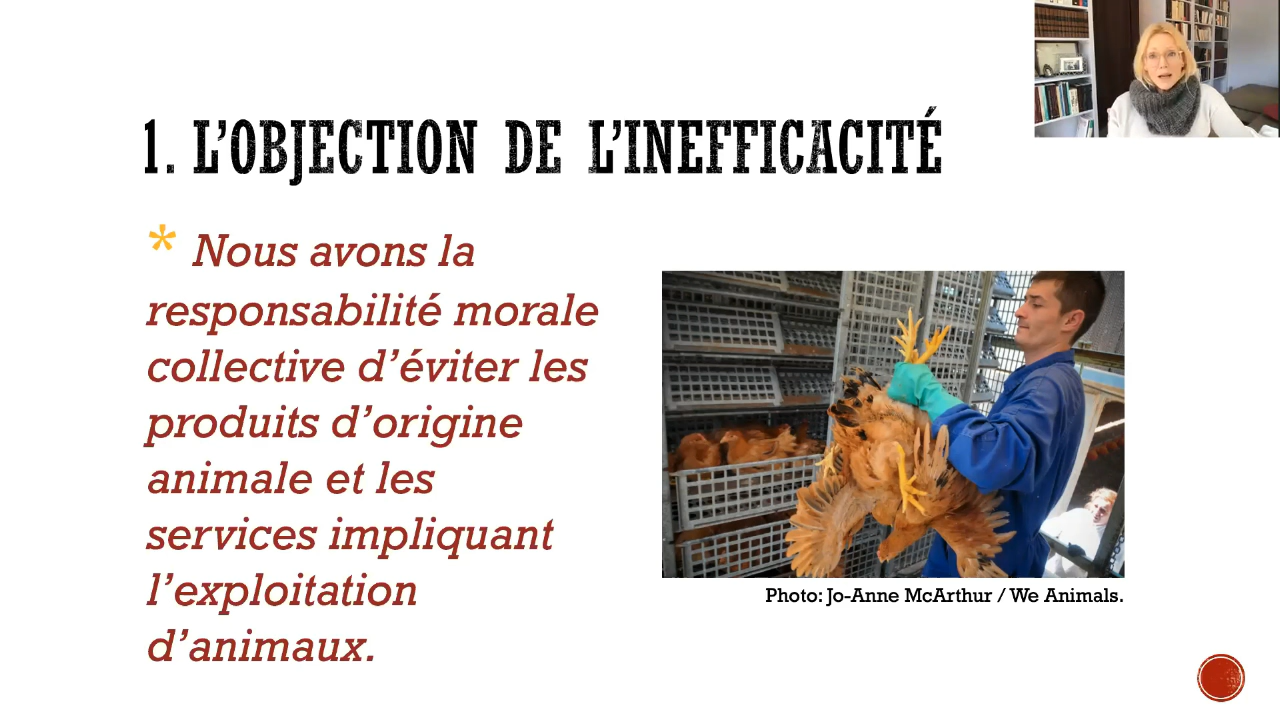 1. L'OBJECTION DE L'INEFFICACITÉ
* Nous avons la
responsabilité morale
collective d'éviter les
produits d'origine
animale et les
services impliquant
l'exploitation
d'animaux.
Photo: Jo-Anne McArthur / We Animals.